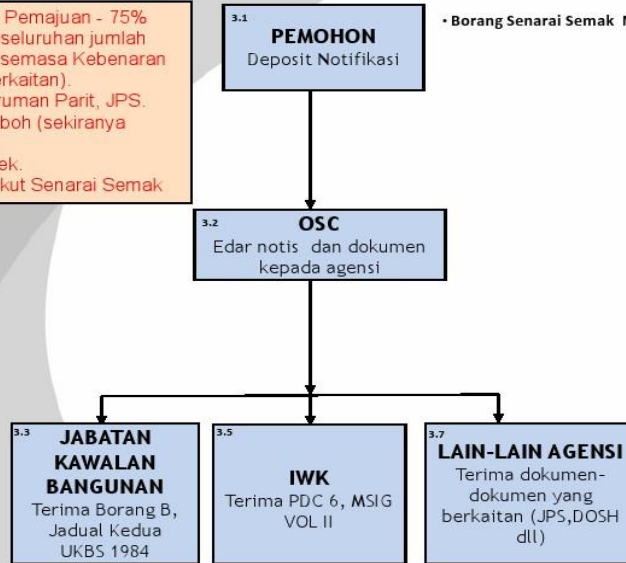 Pemajuan - 75%
seluruhan jumlah
semasa Kebenaran
erkaitan).
ruman Parit, JPS.
boh (sekiranya
ek.
kut Senarai Semak
3.1
PEMOHON
Deposit Notifikasi
• Borang Senarai Semak
3.2
OSC
Edar notis dan dokumen
kepada agensi
3.3
JABATAN
KAWALAN
BANGUNAN
Terima Borang B,
Jadual Kedua
UKBS 1984
3.5
IWK
Terima PDC 6, MSIG
VOL II
3.7
LAIN-LAIN AGENSI
Terima dokumen-
dokumen yang
berkaitan (JPS,DOSH
dll)